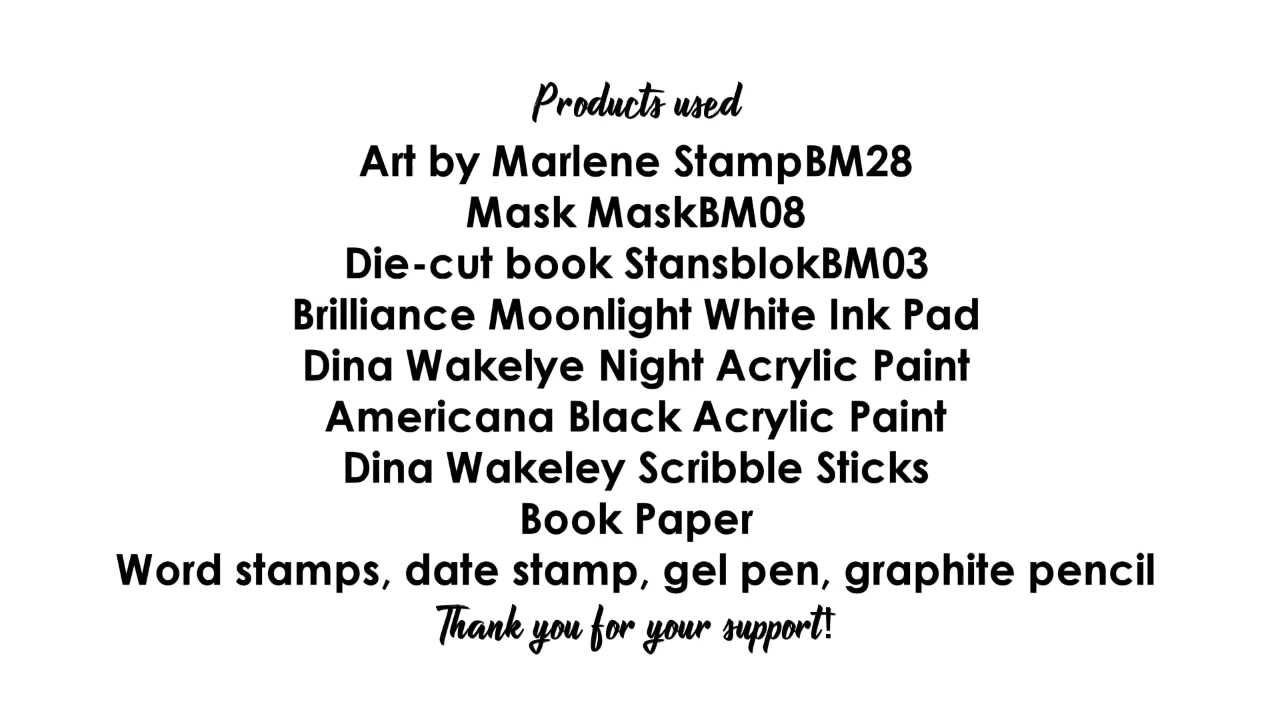 Products used
Art by Marlene StampBM28
Mask MaskBM08
Die-cut book StansblokBM03
Brilliance Moonlight White Ink Pad
Dina Wakelye Night Acrylic Paint
Americana Black Acrylic Paint
Dina Wakeley Scribble Sticks
Book Paper
Word stamps, date stamp, gel pen, graphite pencil
Thank you for your support!